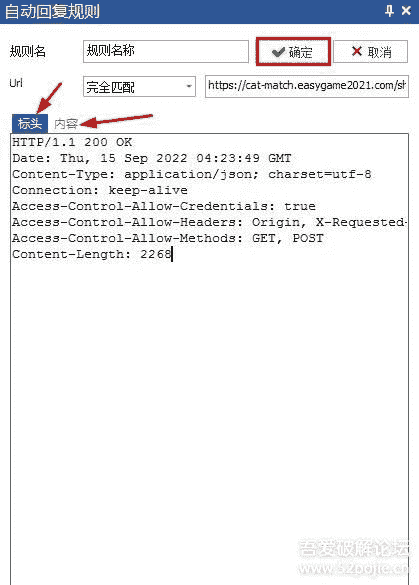 自动回复规则
规则名 规则名称 确定 取消
Url 完全匹配 https://cat-match.easygame2021.com/sh
标头 内容
HTTP/1.1 200 OK
Date: Thu, 15 Sep 2022 04:23:49 GMT
Content-Type: application/json; charset=utf-8
Connection: keep-alive
Access-Control-Allow-Credentials: true
Access-Control-Allow-Headers: Origin, X-Requested-
Access-Control-Allow-Methods: GET, POST
Content-Length: 2268
吾爱破解论坛
www.52pojie.cn